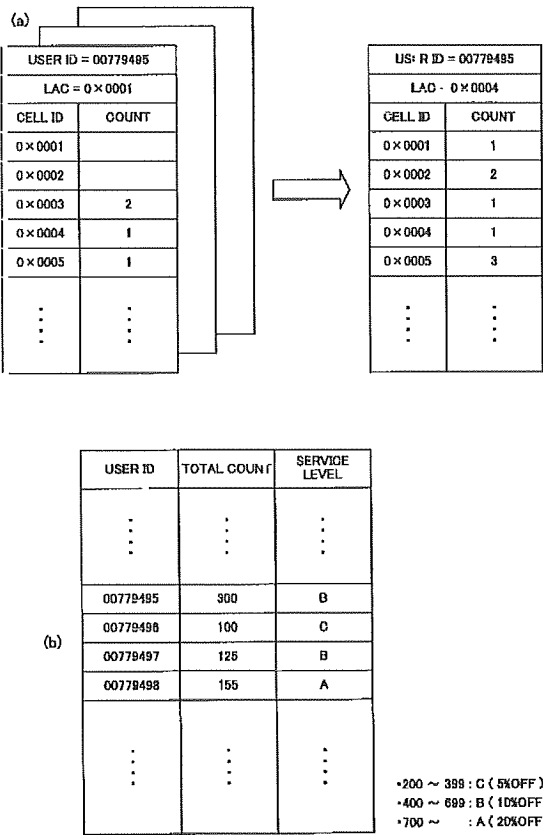 (a)
USER ID = 00779495
LAC = 0×0001
CELL ID COUNT
0×0001
0×0002
0×0003 2
0×0004 1
0×0005 1
US: R ID = 00779495
LAC - 0×0004
CELL ID COUNT
0×0001 1
0×0002 2
0×0003 1
0×0004 1
0×0005 3
(b)
USER ID TOTAL COUNT SERVICE LEVEL
00779495 300 B
00779496 100 C
00779497 125 B
00779498 155 A
•200 ~ 399 : C ( 5%OFF )
•400 ~ 699 : B ( 10%OFF
•700 ~ : A ( 20%OFF